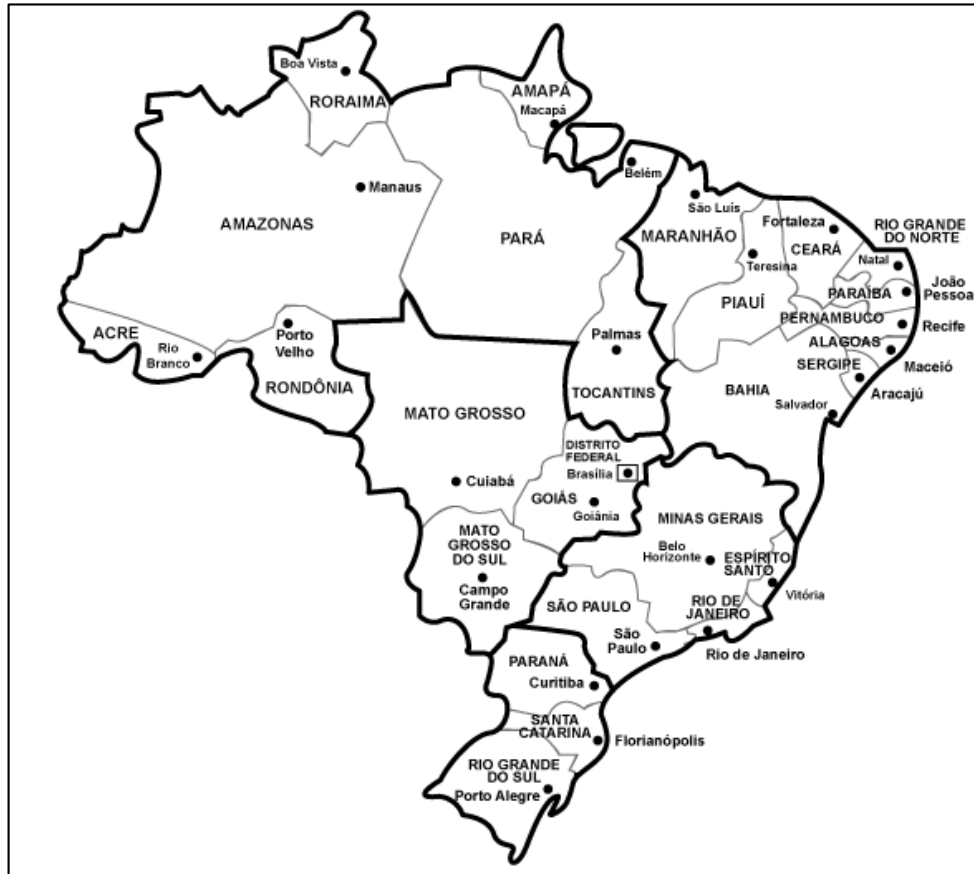 Boa Vista
RORAIMA
AMAPÁ
Macapá
Belém
Manaus
São Luís
AMAZONAS
PARÁ
MARANHÃO
Fortaleza
CEARÁ
RIO GRANDE
DO NORTE
Natal
Teresina
PIAUÍ
PARAÍBA
João
Pessoa
PERNAMBUCO
Recife
ACRE
Rio
Branco
Porto
Velho
RONDÔNIA
Palmas
TOCANTINS
ALAGOAS
Maceió
SERGIPE
Aracajú
BAHIA
Salvador
MATO GROSSO
Cuiabá
DISTRITO
FEDERAL
Brasília
GOIÁS
Goiânia
MINAS GERAIS
Belo
Horizonte
ESPÍRITO
SANTO
Vitória
MATO
GROSSO
DO SUL
Campo
Grande
SÃO PAULO
São
Paulo
RIO DE
JANEIRO
Rio de Janeiro
PARANÁ
Curitiba
SANTA
CATARINA
Florianópolis
RIO GRANDE
DO SUL
Porto Alegre